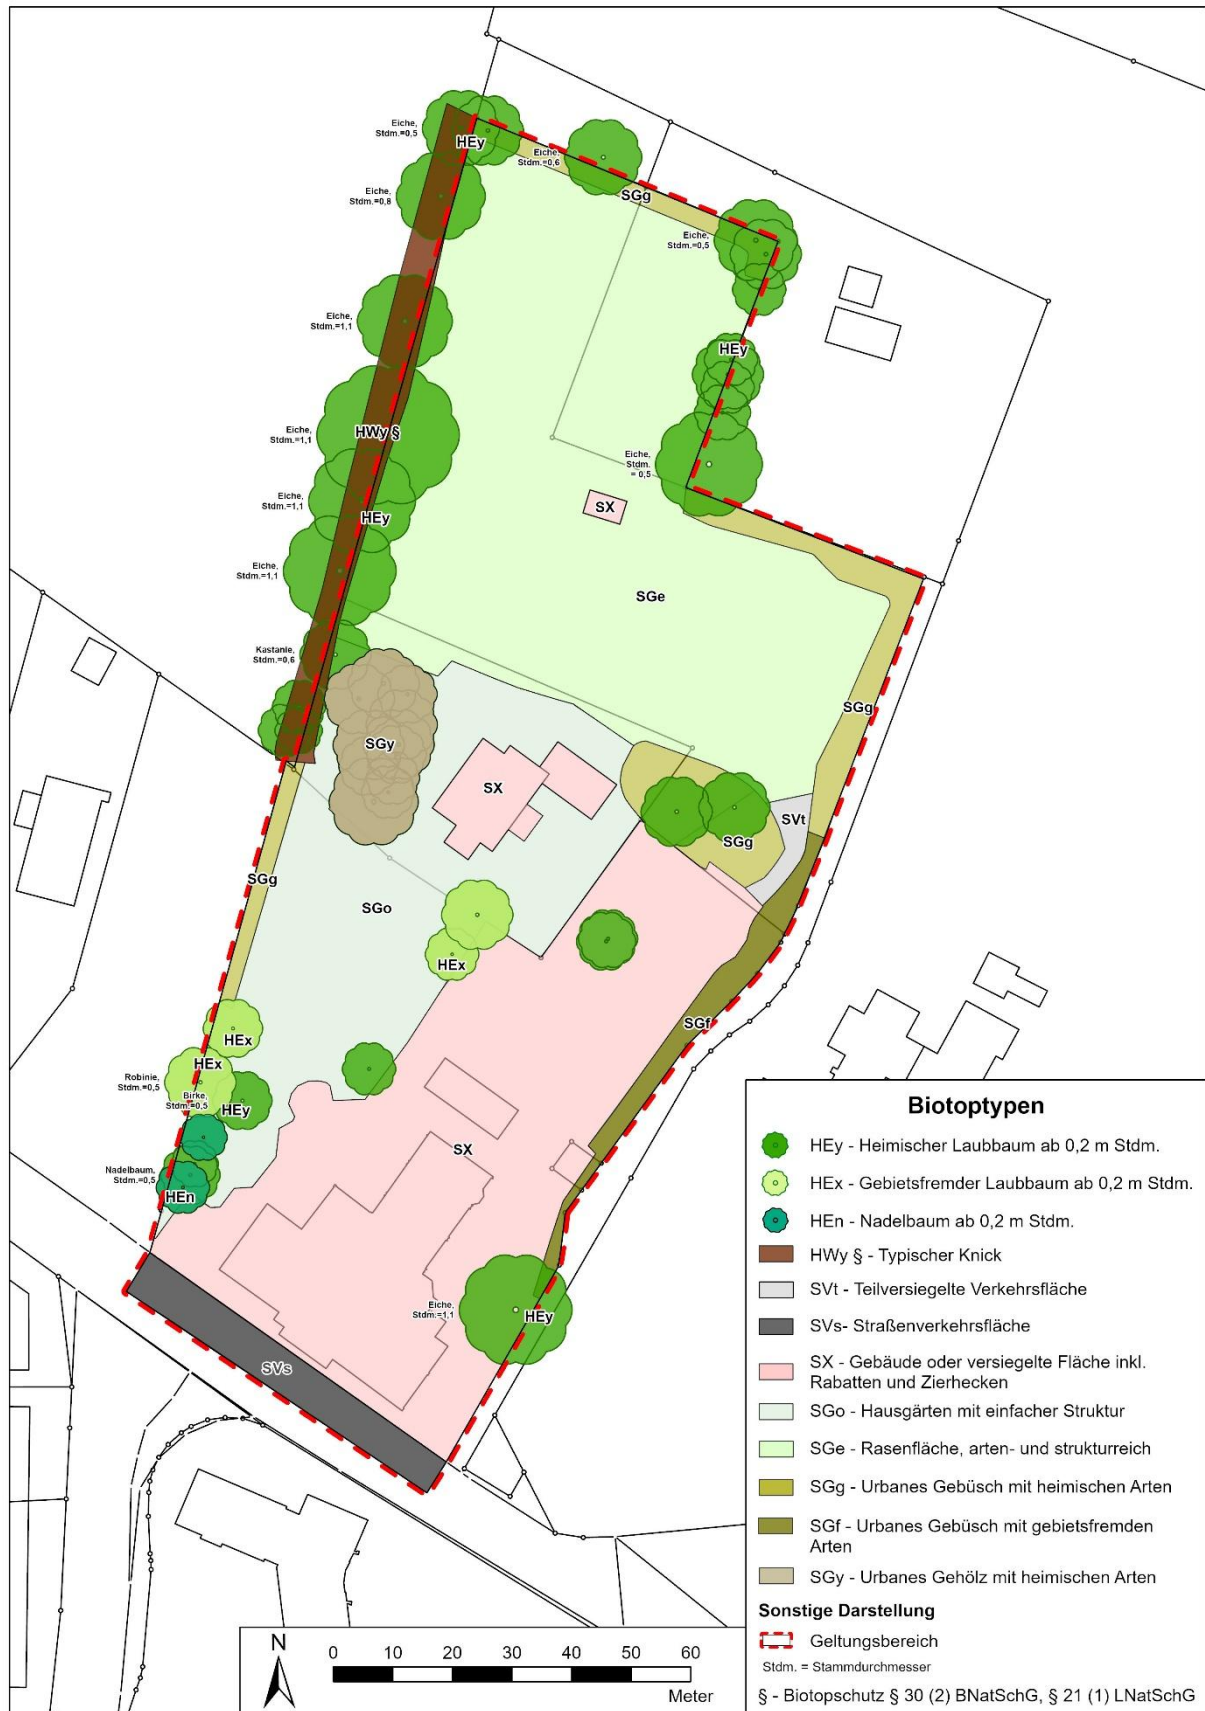 Eiche,
Stdm.=0,5
HEy
Eiche,
Stdm.=0,6
Eiche,
Stdm.=0,8
SGg
Eiche,
Stdm.=0,5
Eiche,
Stdm.=1,1
HEy
Eiche,
Stdm.=1,1
HWy §
Eiche,
Stdm.
= 0,5
Eiche,
Stdm.=1,1
HEy
SX
Eiche,
Stdm.=1,1
SGe
Kastanie,
Stdm.=0,6
SGg
SGy
SX
SVt
SGg
SGg
SGo
HEx
SGf
HEx
HEx
Robinie,
Stdm.=0,5
Birke,
Stdm.=0,5
HEy
SX
Nadelbaum,
Stdm.=0,5
HEn
Eiche,
Stdm.=1,1
HEy
SVs
Biotoptypen
HEy - Heimischer Laubbaum ab 0,2 m Stdm.
HEx - Gebietsfremder Laubbaum ab 0,2 m Stdm.
HEn - Nadelbaum ab 0,2 m Stdm.
HWy § - Typischer Knick
SVt - Teilversiegelte Verkehrsfläche
SVs- Straßenverkehrsfläche
SX - Gebäude oder versiegelte Fläche inkl.
Rabatten und Zierhecken
SGo - Hausgärten mit einfacher Struktur
SGe - Rasenfläche, arten- und strukturreich
SGg - Urbanes Gebüsch mit heimischen Arten
SGf - Urbanes Gebüsch mit gebietsfremden
Arten
SGy - Urbanes Gehölz mit heimischen Arten
Sonstige Darstellung
Geltungsbereich
Stdm. = Stammdurchmesser
§ - Biotopschutz § 30 (2) BNatSchG, § 21 (1) LNatSchG
N
0 10 20 30 40 50 60
Meter